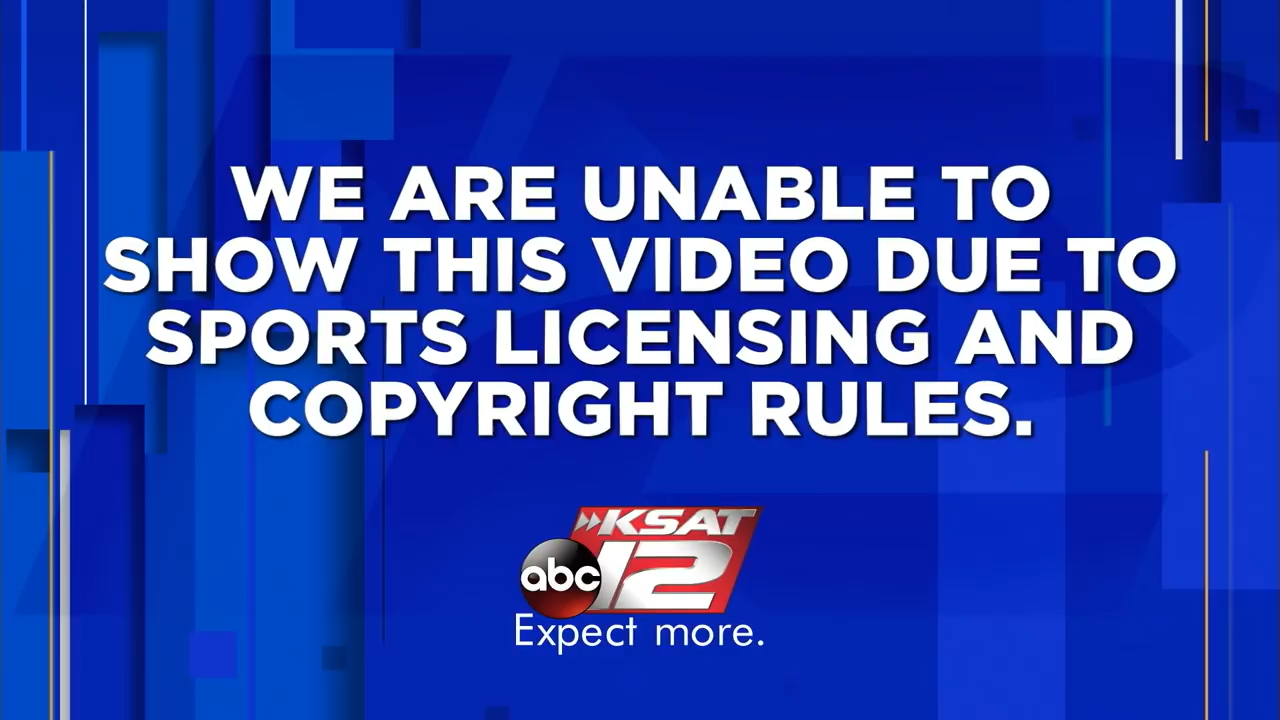 WE ARE UNABLE TO
SHOW THIS VIDEO DUE TO
SPORTS LICENSING AND
COPYRIGHT RULES.
KSAT
abc 12
Expect more.